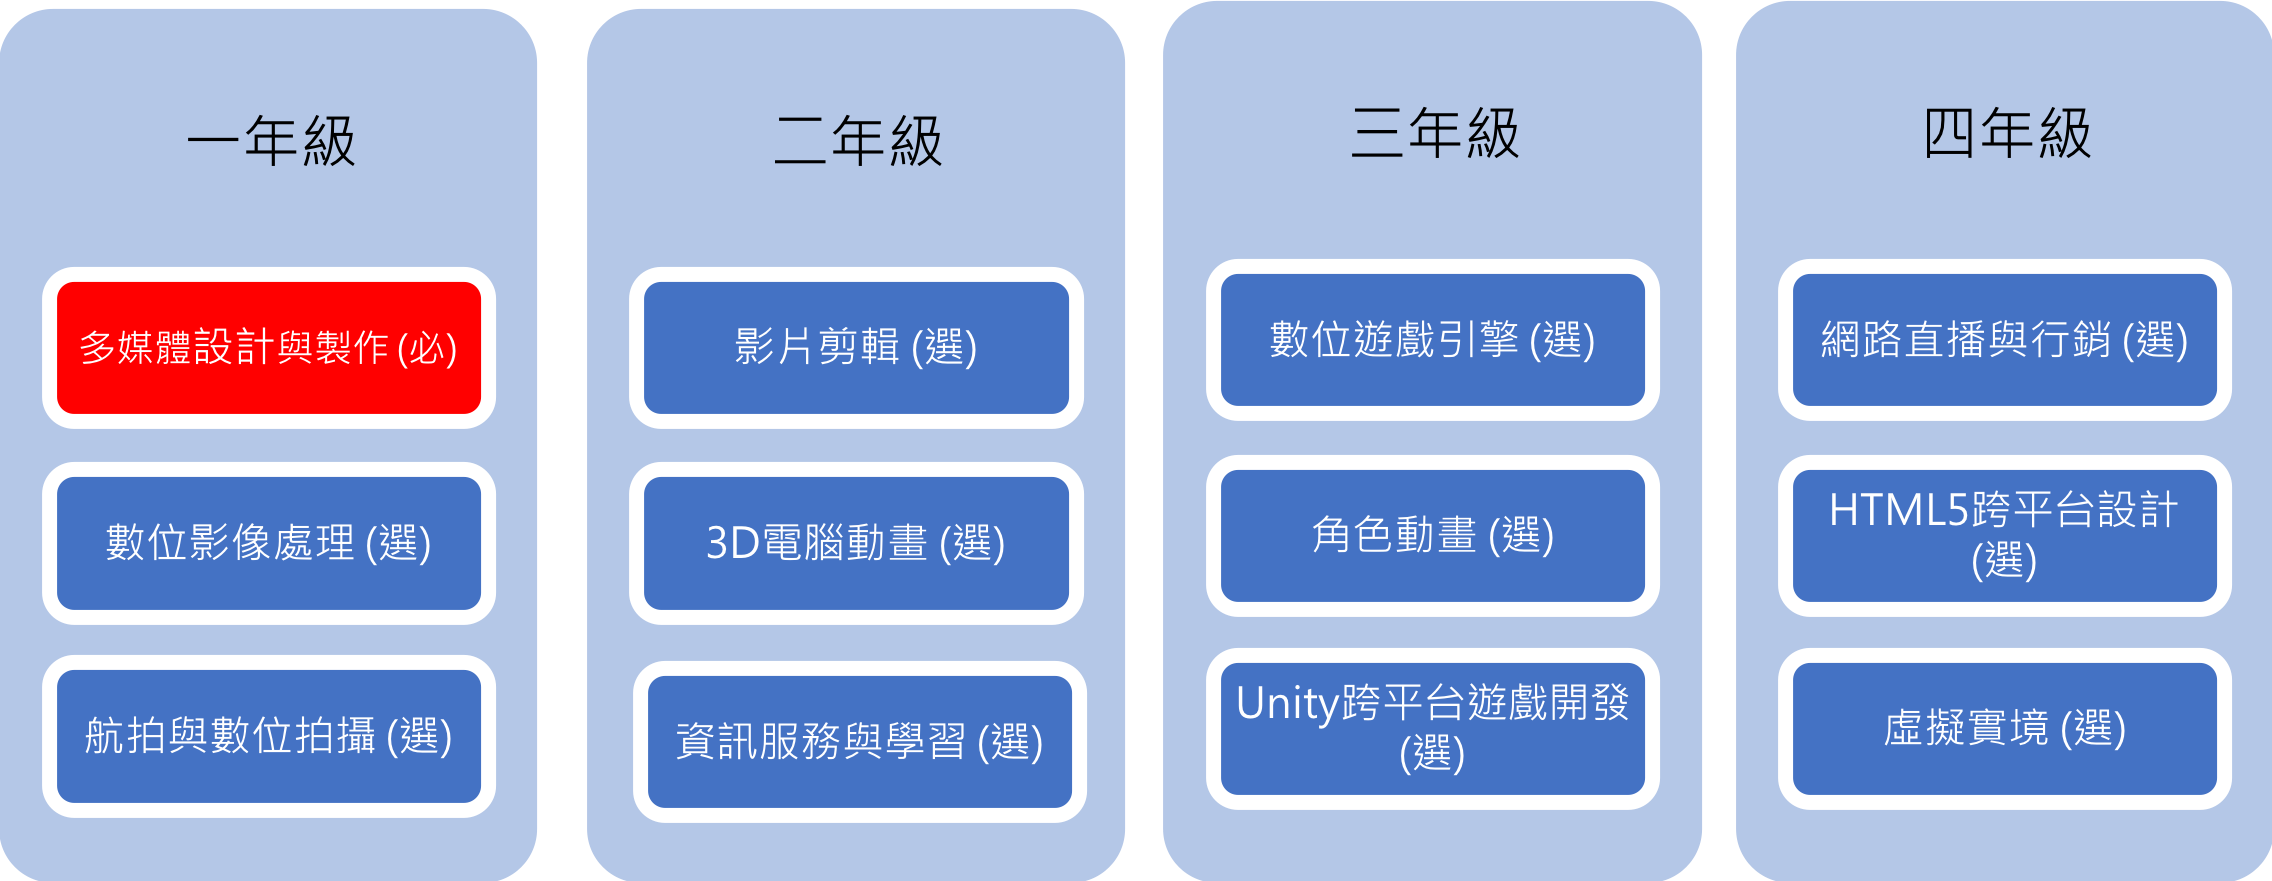 一年級
多媒體設計與製作 (必)
數位影像處理 (選)
航拍與數位拍攝 (選)
二年級
影片剪輯 (選)
3D電腦動畫 (選)
資訊服務與學習 (選)
三年級
數位遊戲引擎 (選)
角色動畫 (選)
Unity跨平台遊戲開發
(選)
四年級
網路直播與行銷 (選)
HTML5跨平台設計
(選)
虛擬實境 (選)